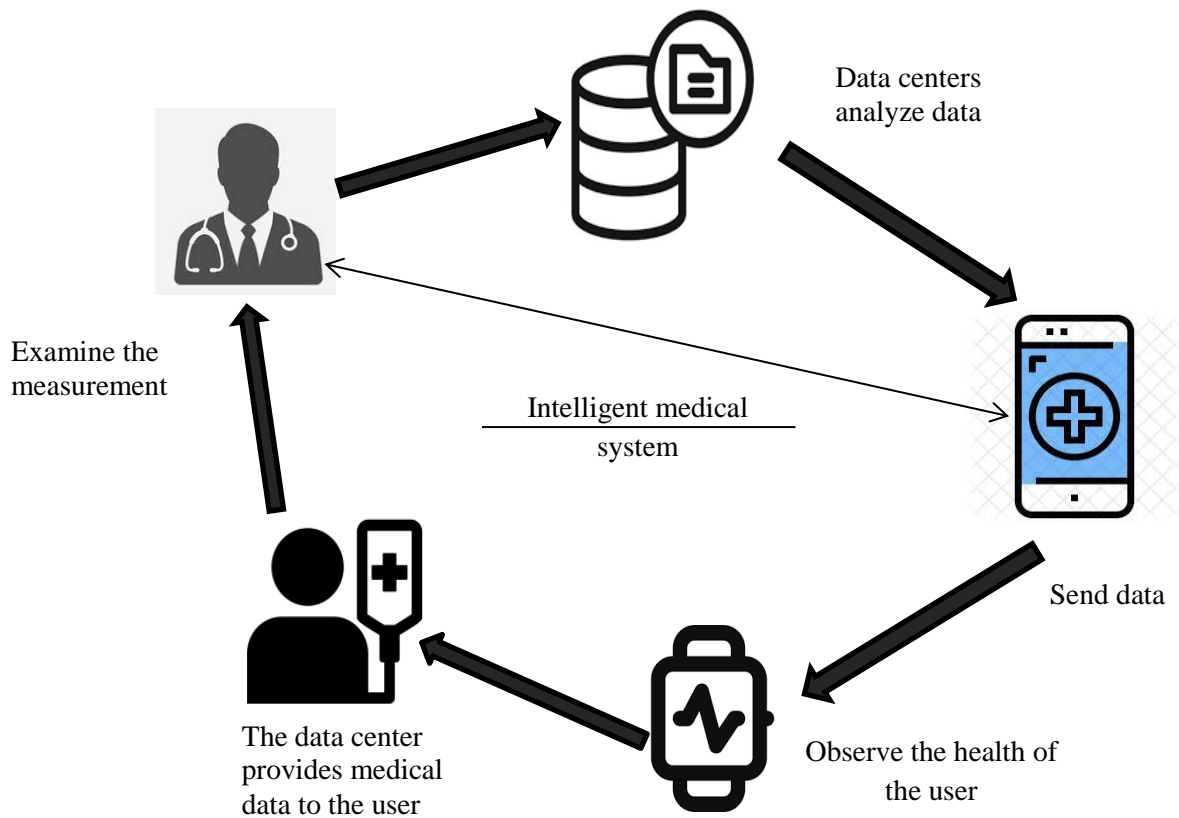 Data centers
analyze data
Examine the
measurement
Intelligent medical
system
Send data
The data center
provides medical
data to the user
Observe the health of
the user